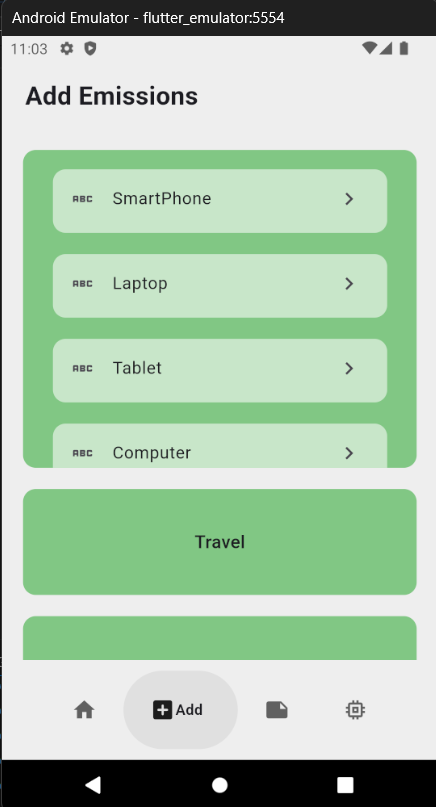 Android Emulator - flutter_emulator:5554
11:03
Add Emissions
ABC SmartPhone
ABC Laptop
ABC Tablet
ABC Computer
Travel
Add